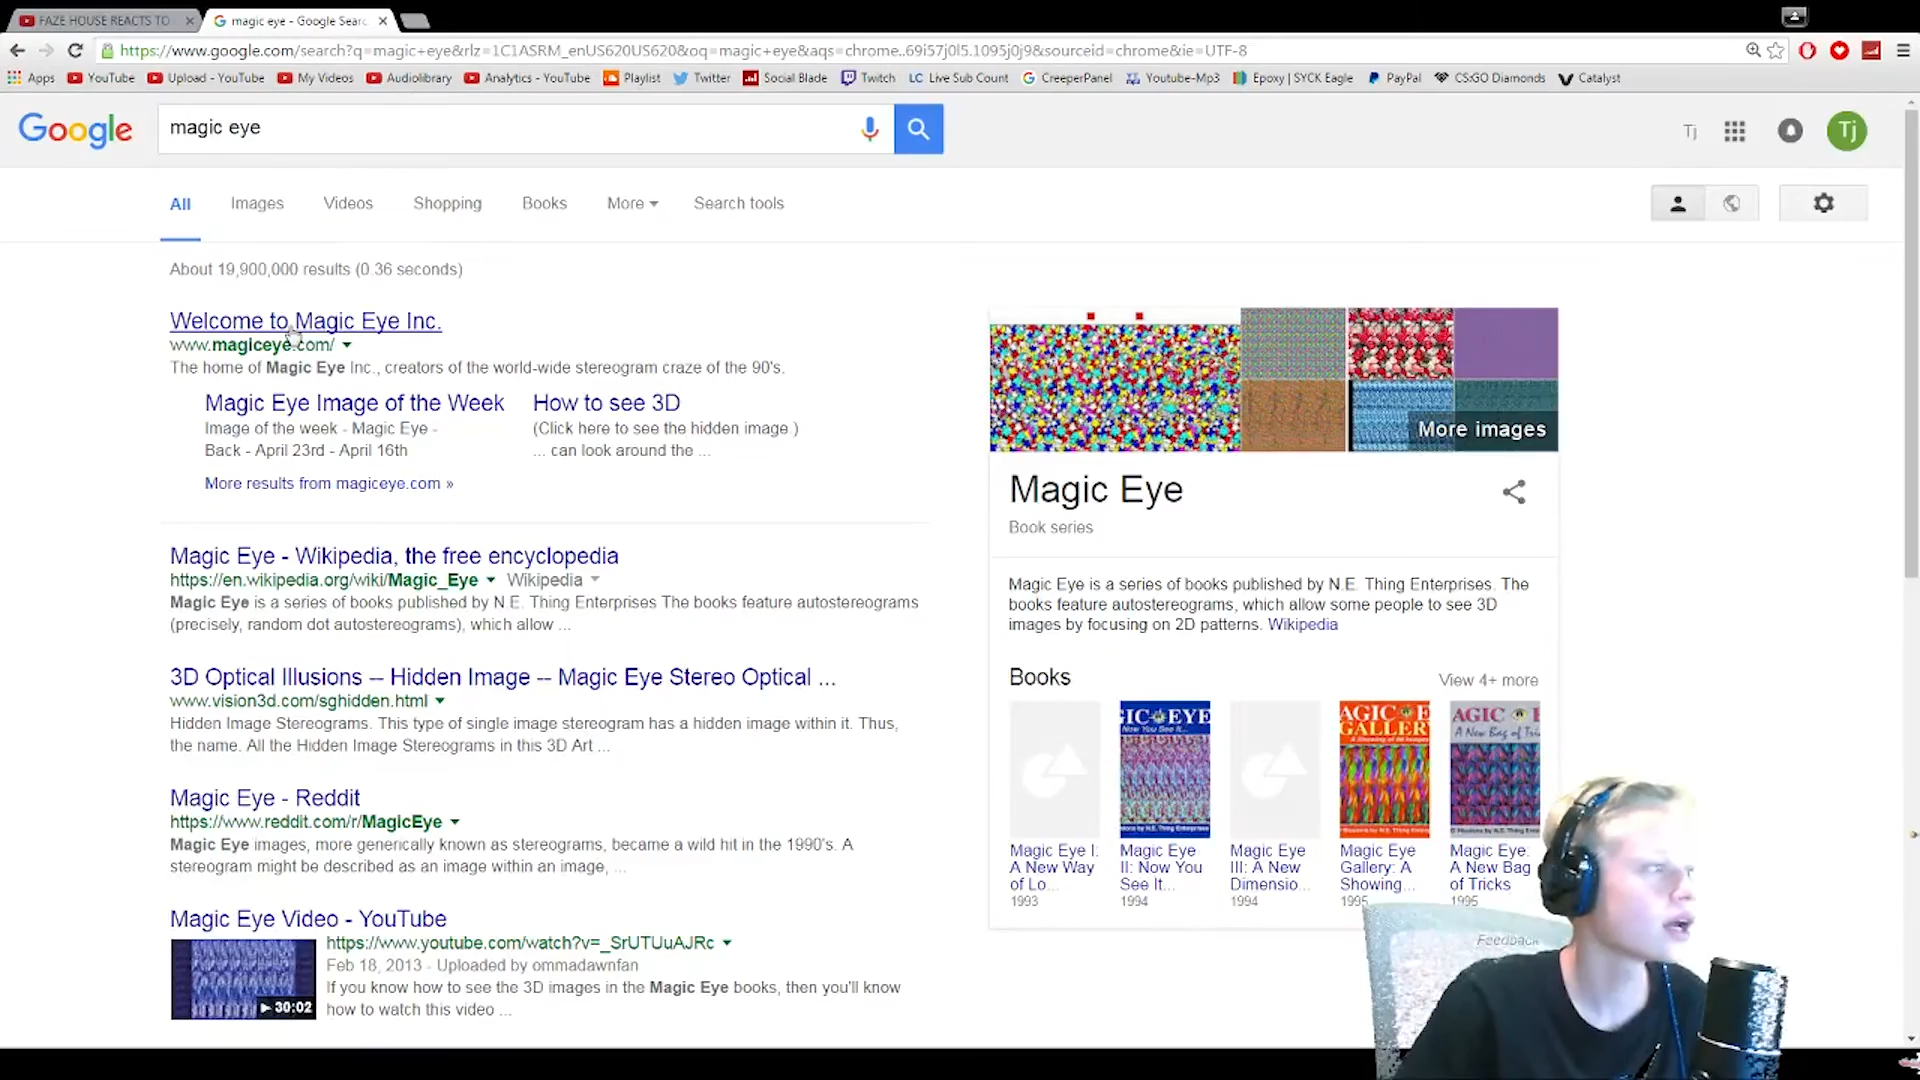 FAZE HOUSE REACTS TO
magic eye - Google Searc
https://www.google.com/search?q=magic+eye&rlz=1C1ASRM_enUS620US620&oq=magic+eye&aqs=chrome..69i57j0l5.1095j0j9&sourceid=chrome&ie=UTF-8
Apps YouTube Upload - YouTube My Videos Audiolibrary Analytics - YouTube Playlist Twitter Social Blade Twitch LC Live Sub Count CreeperPanel Youtube-Mp3 Epoxy | SYCK Eagle PayPal CS:GO Diamonds Catalyst
Google magic eye Tj Tj
All Images Videos Shopping Books More Search tools
About 19,900,000 results (0.36 seconds)
Welcome to Magic Eye Inc.
www.magiceye.com/
The home of Magic Eye Inc., creators of the world-wide stereogram craze of the 90's.
Magic Eye Image of the Week
Image of the week - Magic Eye -
Back - April 23rd - April 16th
How to see 3D
(Click here to see the hidden image.)
... can look around the ...
More results from magiceye.com »
Magic Eye - Wikipedia, the free encyclopedia
https://en.wikipedia.org/wiki/Magic_Eye Wikipedia
Magic Eye is a series of books published by N.E. Thing Enterprises The books feature autostereograms
(precisely, random dot autostereograms), which allow ...
3D Optical Illusions -- Hidden Image -- Magic Eye Stereo Optical ...
www.vision3d.com/sghidden.html
Hidden Image Stereograms. This type of single image stereogram has a hidden image within it. Thus,
the name. All the Hidden Image Stereograms in this 3D Art ...
Magic Eye - Reddit
https://www.reddit.com/r/MagicEye
Magic Eye images, more generically known as stereograms, became a wild hit in the 1990's. A
stereogram might be described as an image within an image, ...
Magic Eye Video - YouTube
https://www.youtube.com/watch?v=_SrUTUuAJRc
Feb 18, 2013 - Uploaded by ommadawnfan
If you know how to see the 3D images in the Magic Eye books, then you'll know
how to watch this video ...
30:02
More images
Magic Eye
Book series
Magic Eye is a series of books published by N.E. Thing Enterprises. The
books feature autostereograms, which allow some people to see 3D
images by focusing on 2D patterns. Wikipedia
Books
View 4+ more
GIC EYE
Now You See It...
AGIC E
GALLER
AGIC EYE
A New Bag of Tric
Magic Eye I:
A New Way
of Lo...
1993
Magic Eye
II: Now You
See It...
1994
Magic Eye
III: A New
Dimensio...
1994
Magic Eye
Gallery: A
Showing...
1995
Magic Eye:
A New Bag
of Tricks
1995
Feedback